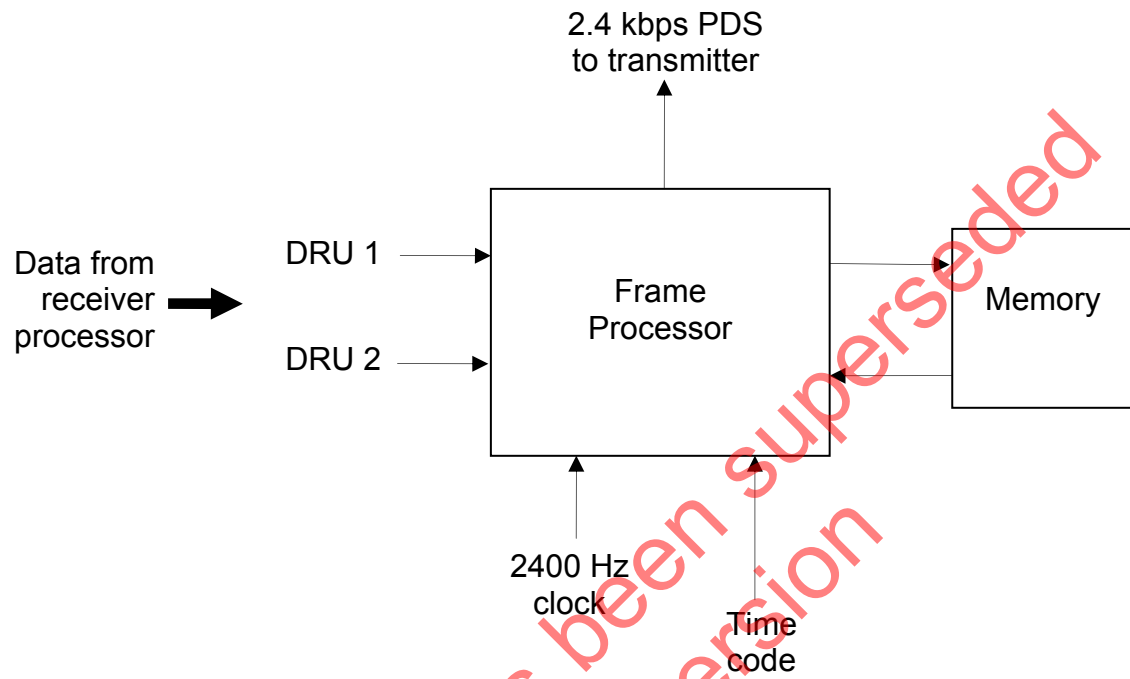 2.4 kbps PDS
to transmitter
Data from
receiver
processor
DRU 1
DRU 2
Frame
Processor
Memory
2400 Hz
clock
Time
code
been superseded
ersion